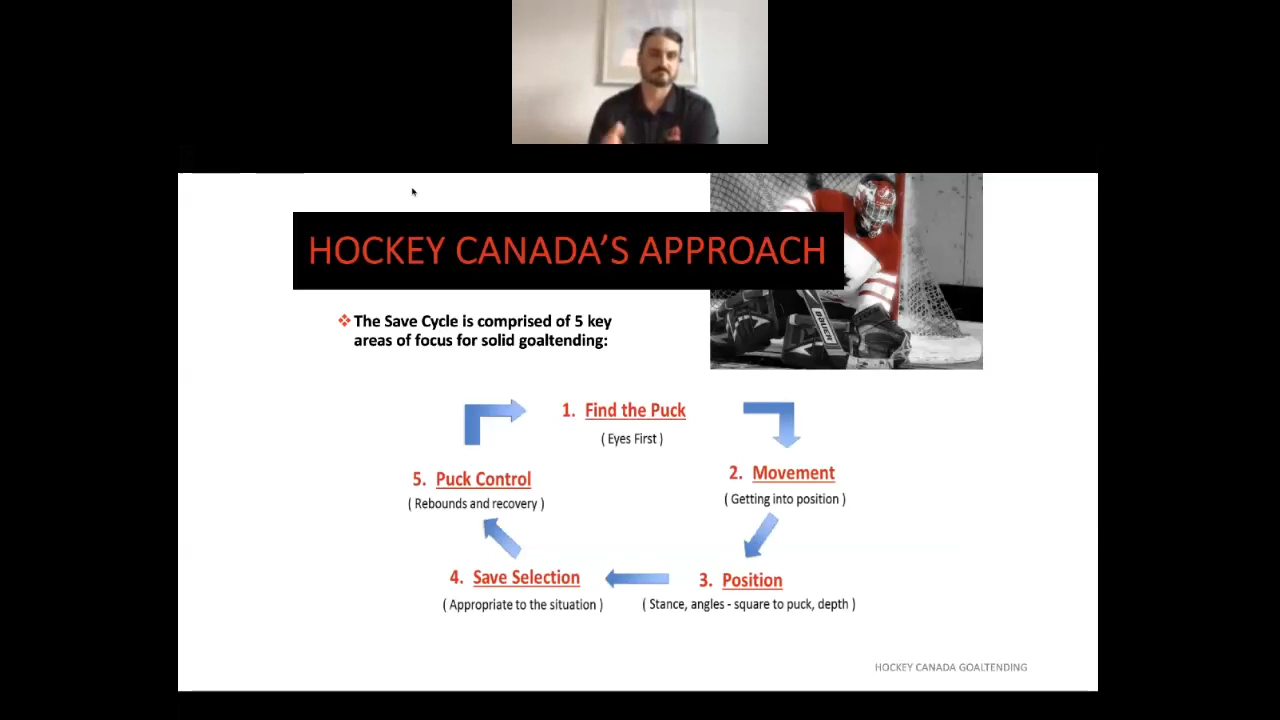 HOCKEY CANADA'S APPROACH
❖ The Save Cycle is comprised of 5 key
areas of focus for solid goaltending:
1. Find the Puck
( Eyes First )
2. Movement
( Getting into position )
3. Position
( Stance, angles - square to puck, depth )
4. Save Selection
( Appropriate to the situation )
5. Puck Control
( Rebounds and recovery )
BAUER
HOCKEY CANADA GOALTENDING